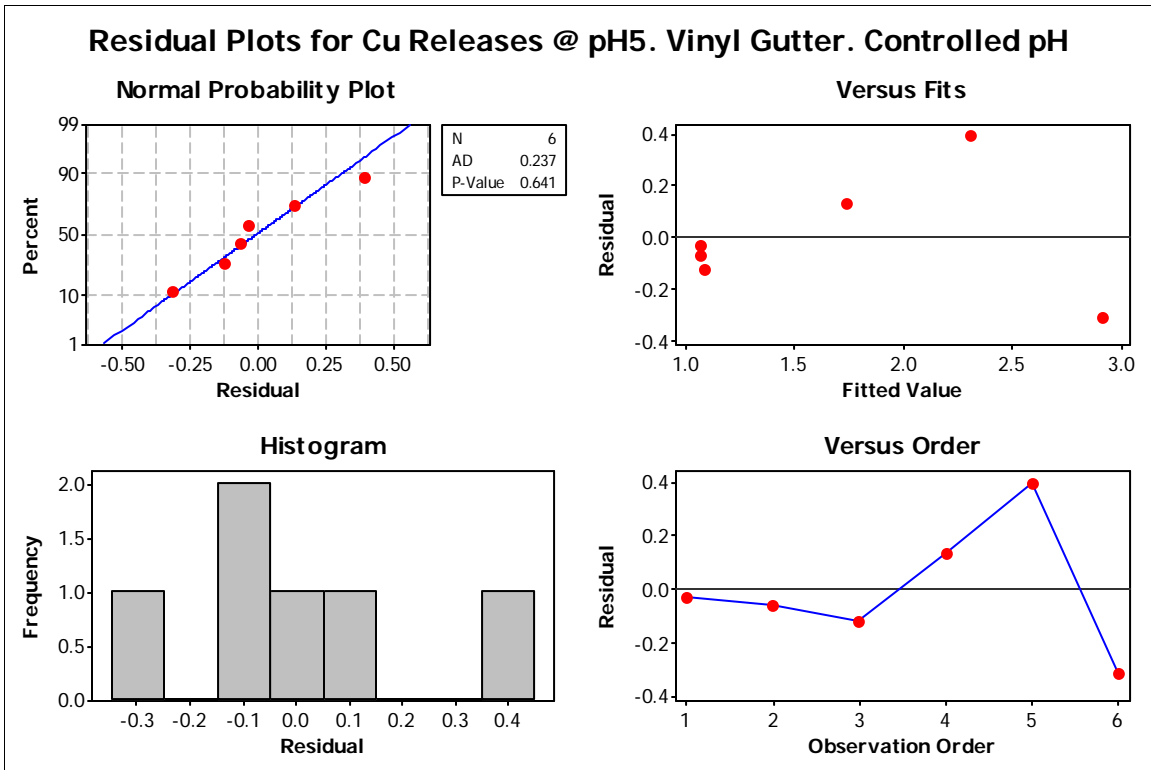 Residual Plots for Cu Releases @ pH5. Vinyl Gutter. Controlled pH
Normal Probability Plot
99
90
50
10
1
Percent
-0.50 -0.25 0.00 0.25 0.50
Residual
N 6
AD 0.237
P-Value 0.641
Versus Fits
0.4
0.2
0.0
-0.2
-0.4
Residual
1.0 1.5 2.0 2.5 3.0
Fitted Value
Histogram
2.0
1.5
1.0
0.5
0.0
Frequency
-0.3 -0.2 -0.1 0.0 0.1 0.2 0.3 0.4
Residual
Versus Order
0.4
0.2
0.0
-0.2
-0.4
Residual
1 2 3 4 5 6
Observation Order